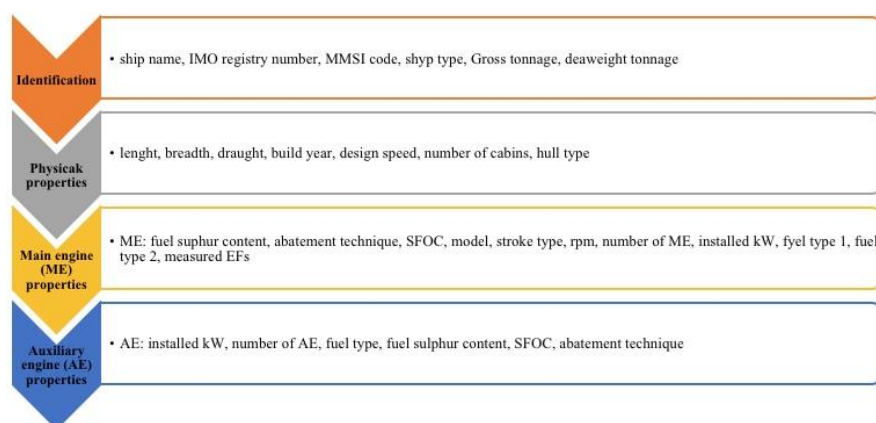 Identification
• ship name, IMO registry number, MMSI code, shyp type, Gross tonnage, deaweight tonnage
Physicak
properties
• lenght, breadth, draught, build year, design speed, number of cabins, hull type
Main engine
(ME)
properties
• ME: fuel suphur content, abatement technique, SFOC, model, stroke type, rpm, number of ME, installed kW, fyel type 1, fuel
type 2, measured EFs
Auxiliary
engine (AE)
properties
• AE: installed kW, number of AE, fuel type, fuel sulphur content, SFOC, abatement technique